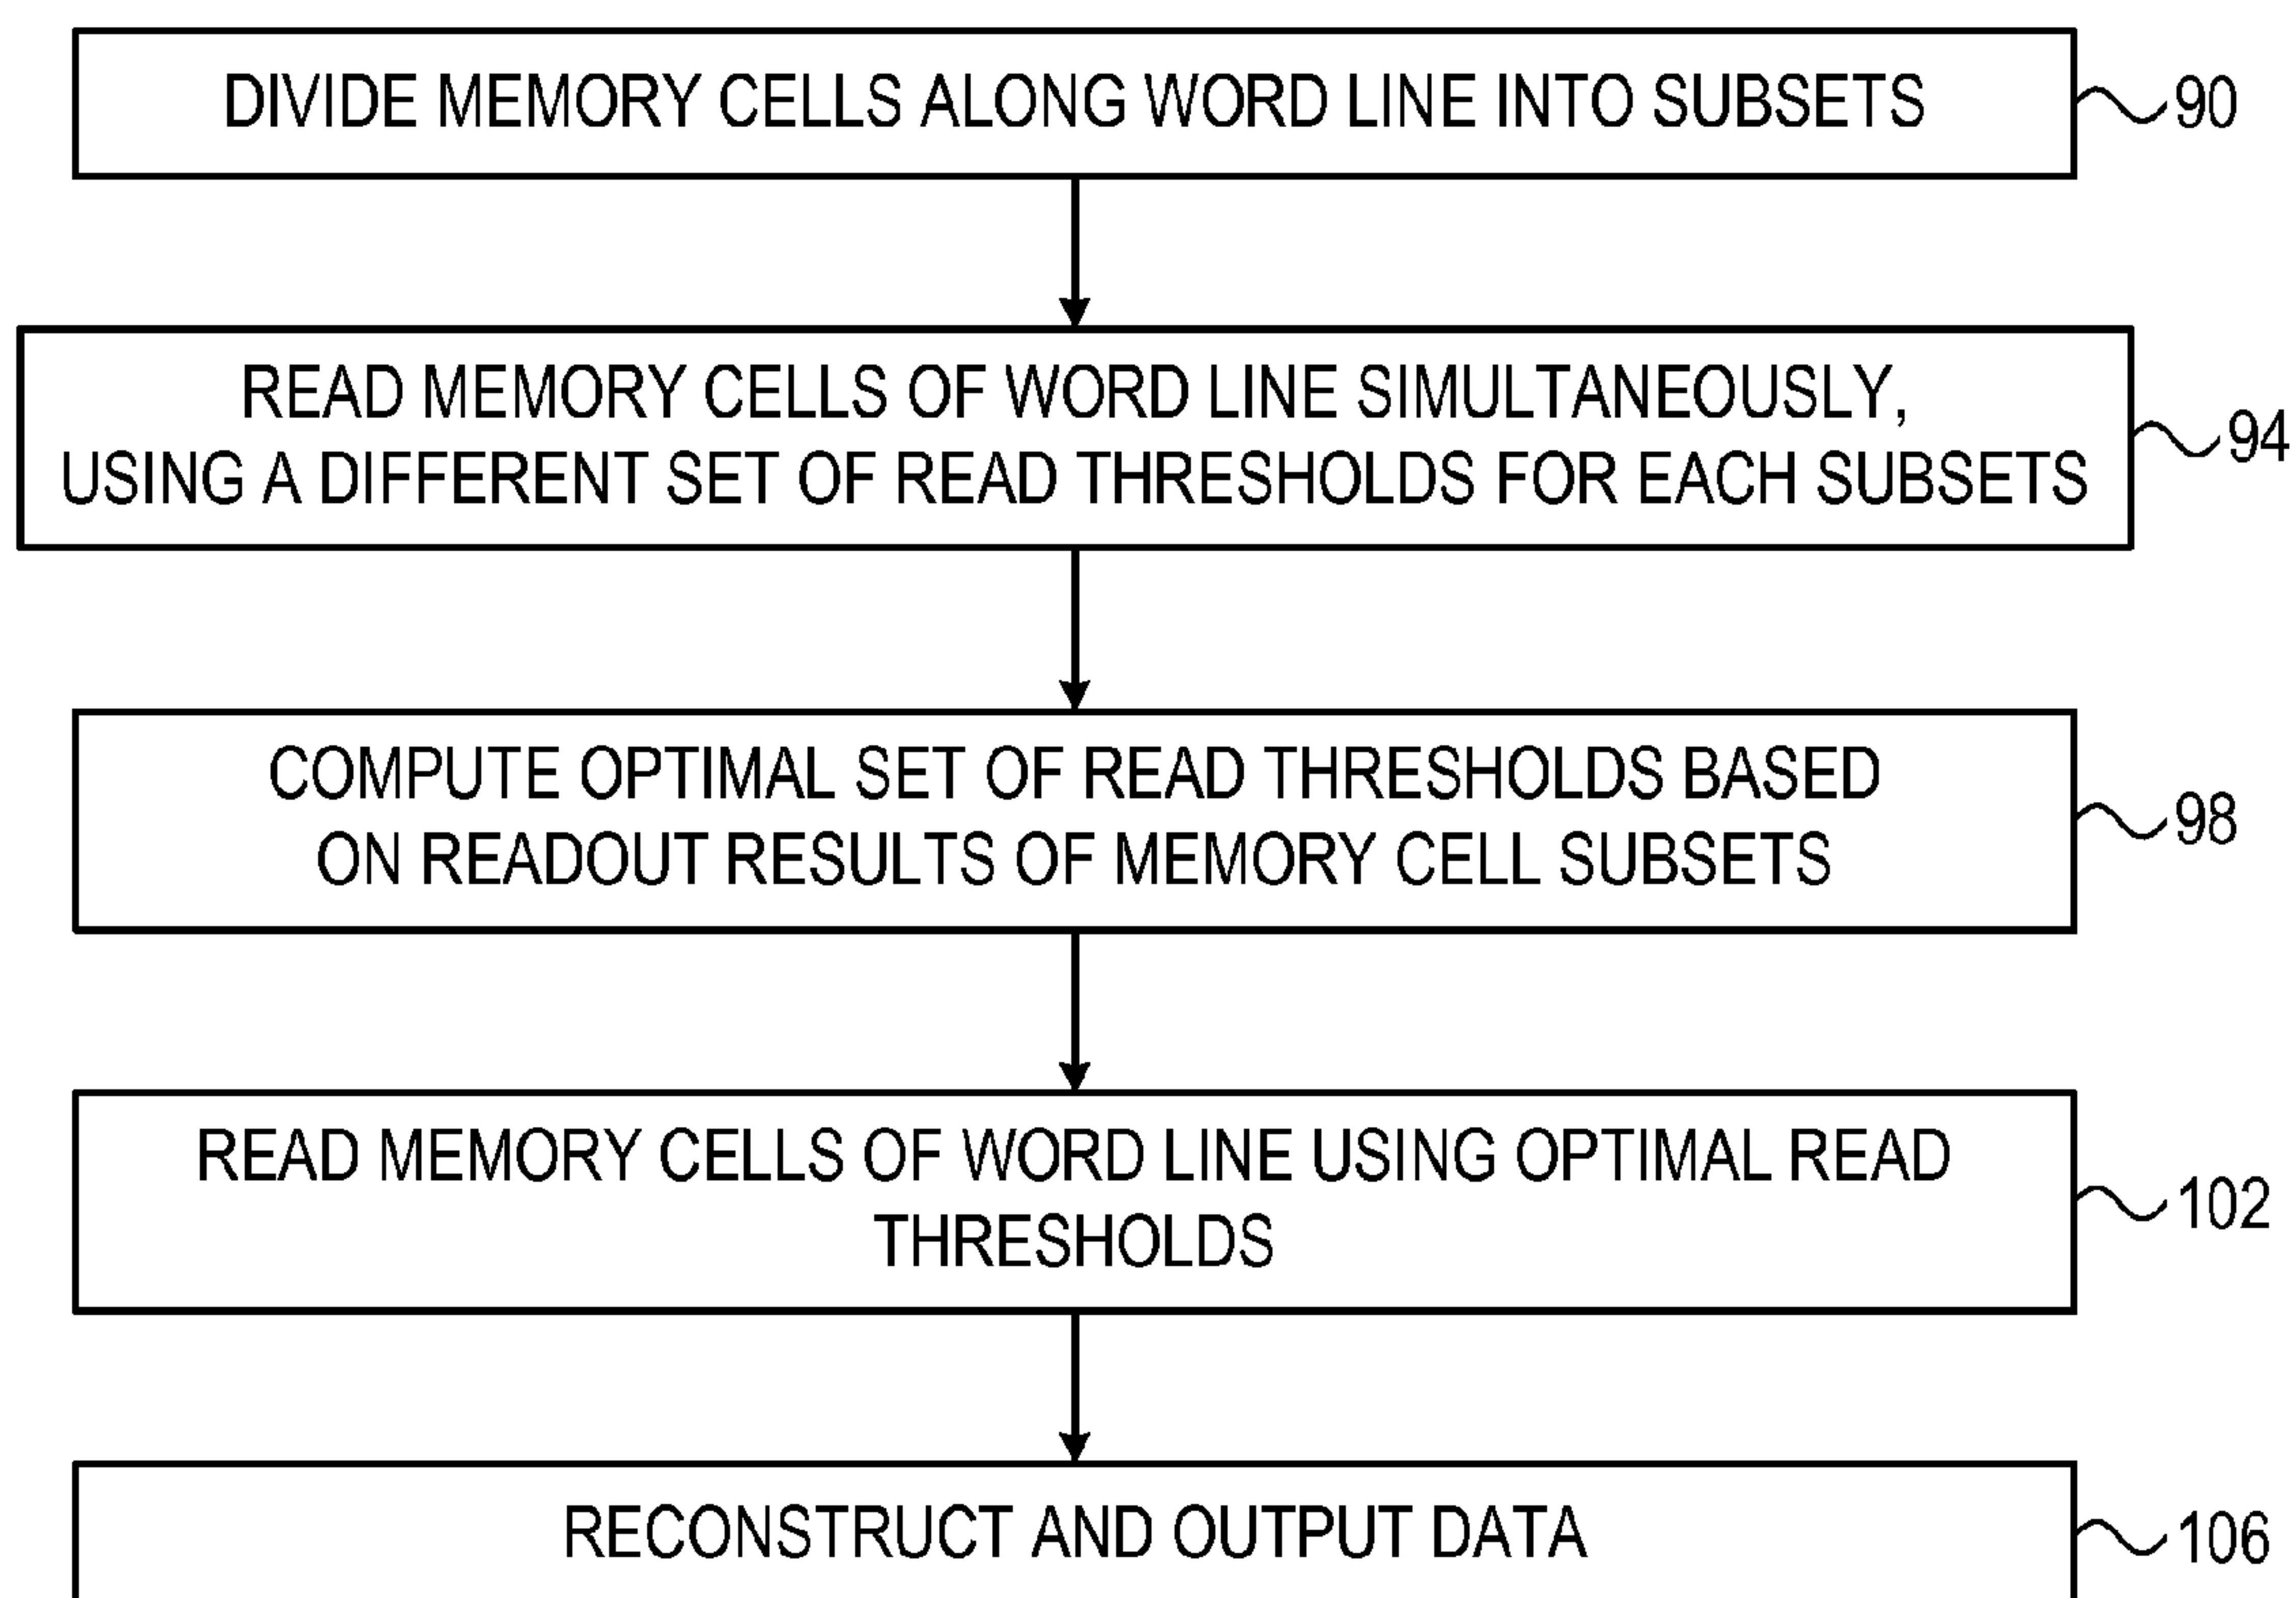 DIVIDE MEMORY CELLS ALONG WORD LINE INTO SUBSETS
90
READ MEMORY CELLS OF WORD LINE SIMULTANEOUSLY,
USING A DIFFERENT SET OF READ THRESHOLDS FOR EACH SUBSETS
94
COMPUTE OPTIMAL SET OF READ THRESHOLDS BASED
ON READOUT RESULTS OF MEMORY CELL SUBSETS
98
READ MEMORY CELLS OF WORD LINE USING OPTIMAL READ
THRESHOLDS
102
RECONSTRUCT AND OUTPUT DATA
106